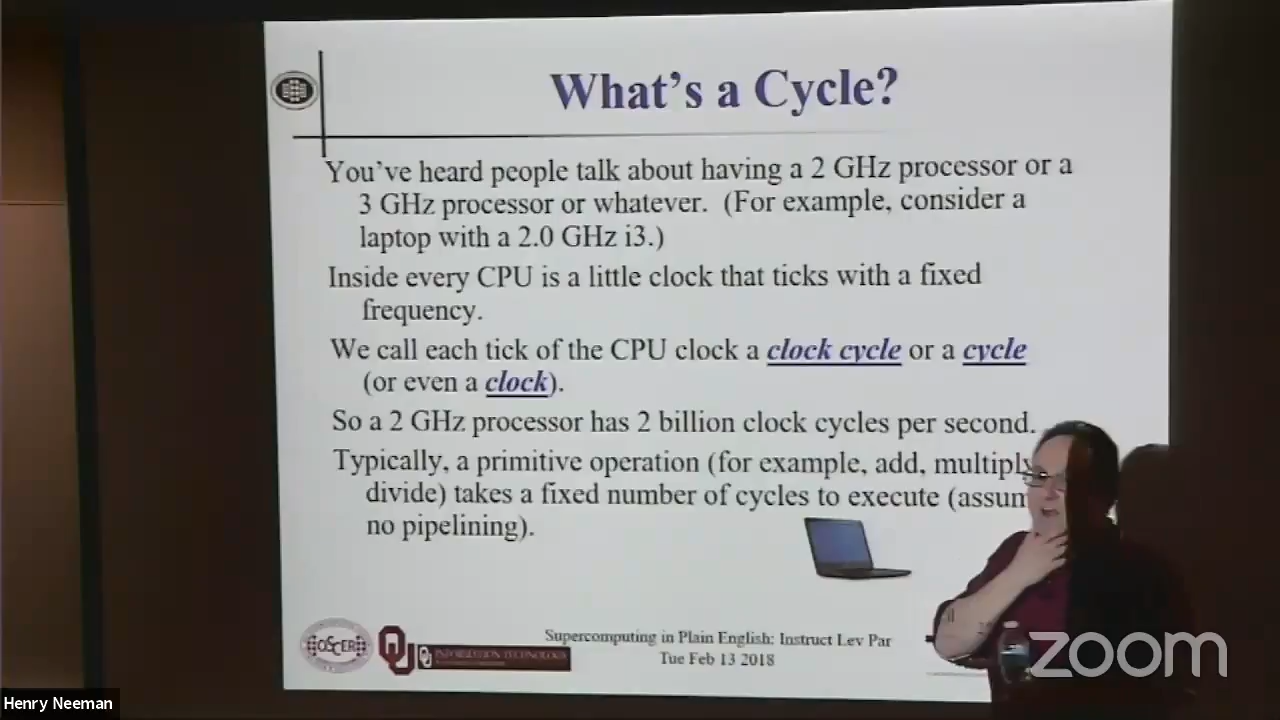 What's a Cycle?
You've heard people talk about having a 2 GHz processor or a
3 GHz processor or whatever. (For example, consider a
laptop with a 2.0 GHz i3.)
Inside every CPU is a little clock that ticks with a fixed
frequency.
We call each tick of the CPU clock a clock cycle or a cycle
(or even a clock).
So a 2 GHz processor has 2 billion clock cycles per second.
Typically, a primitive operation (for example, add, multiply
divide) takes a fixed number of cycles to execute (assum
no pipelining).
OSCER
INFORMATION TECHNOLOGY
Supercomputing in Plain English: Instruct Lev Par
Tue Feb 13 2018
zoom
Henry Neeman